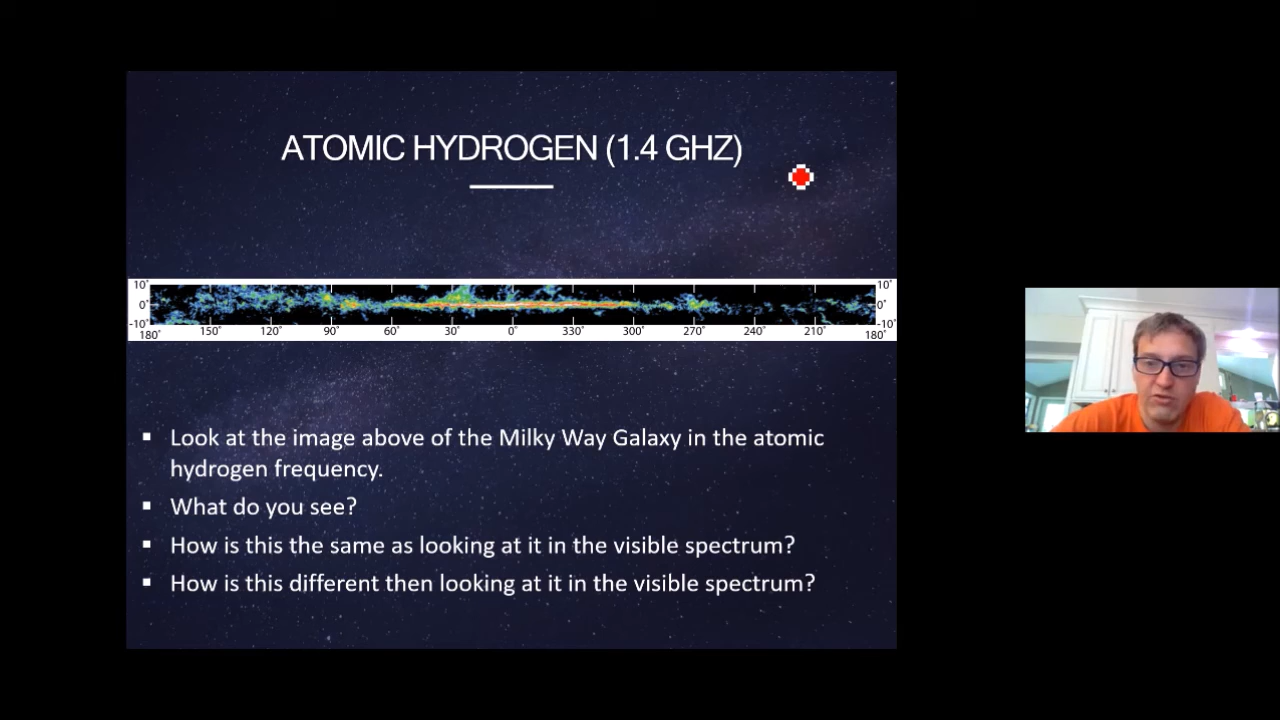 ATOMIC HYDROGEN (1.4 GHZ)
10˚ 10˚
0˚ 0˚
-10˚ -10˚
180˚ 150˚ 120˚ 90˚ 60˚ 30˚ 0˚ 330˚ 300˚ 270˚ 240˚ 210˚ 180˚
▪ Look at the image above of the Milky Way Galaxy in the atomic
hydrogen frequency.
▪ What do you see?
▪ How is this the same as looking at it in the visible spectrum?
▪ How is this different then looking at it in the visible spectrum?